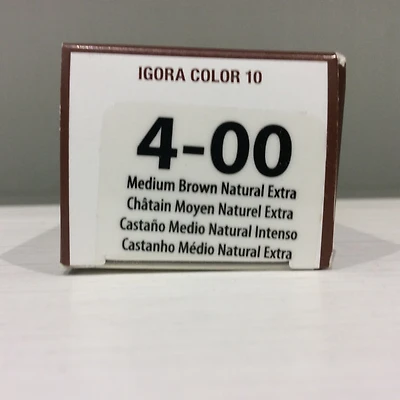 IGORA COLOR 10
4-00
Medium Brown Natural Extra
Châtain Moyen Naturel Extra
Castaño Medio Natural Intenso
Castanho Médio Natural Extra